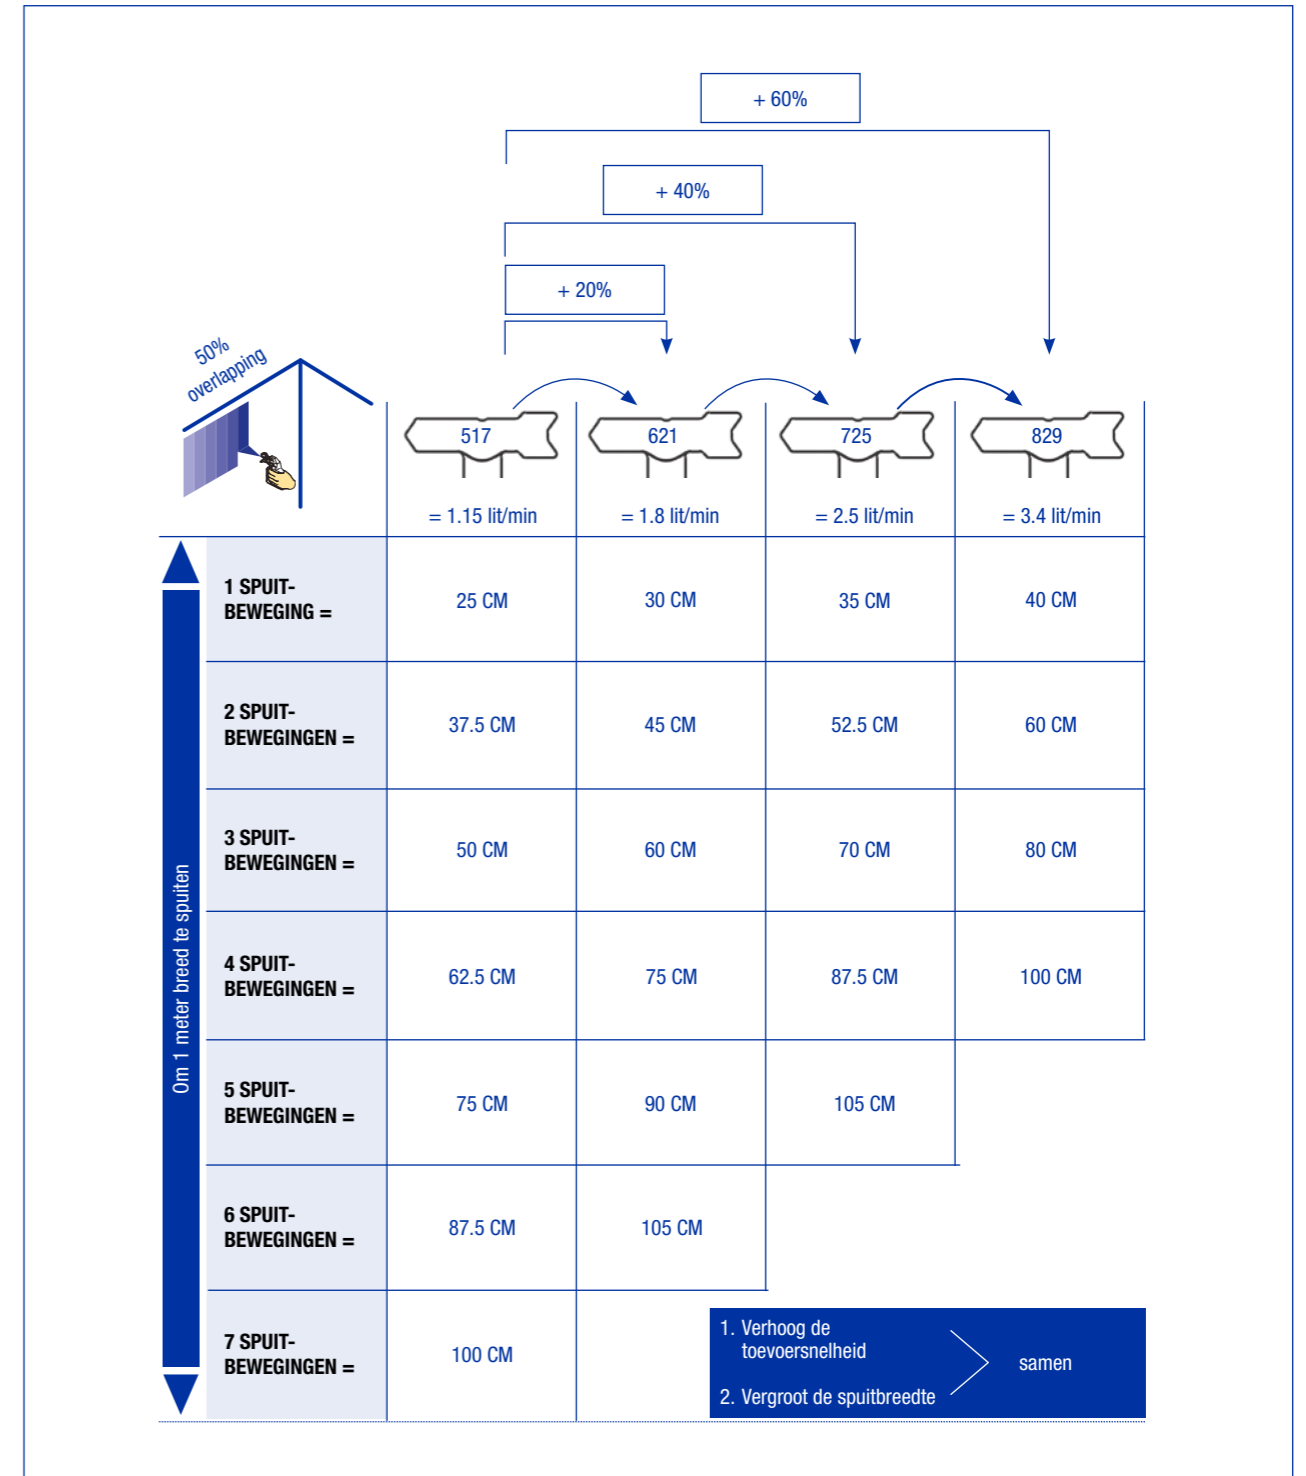 + 60%
+ 40%
+ 20%
50%
overlapping
517
621
725
829
= 1.15 lit/min
= 1.8 lit/min
= 2.5 lit/min
= 3.4 lit/min
Om 1 meter breed te spuiten
1 SPUIT-
BEWEGING =
25 CM
30 CM
35 CM
40 CM
2 SPUIT-
BEWEGINGEN =
37.5 CM
45 CM
52.5 CM
60 CM
3 SPUIT-
BEWEGINGEN =
50 CM
60 CM
70 CM
80 CM
4 SPUIT-
BEWEGINGEN =
62.5 CM
75 CM
87.5 CM
100 CM
5 SPUIT-
BEWEGINGEN =
75 CM
90 CM
105 CM
6 SPUIT-
BEWEGINGEN =
87.5 CM
105 CM
7 SPUIT-
BEWEGINGEN =
100 CM
1. Verhoog de
toevoersnelheid
2. Vergroot de spuitbreedte
samen